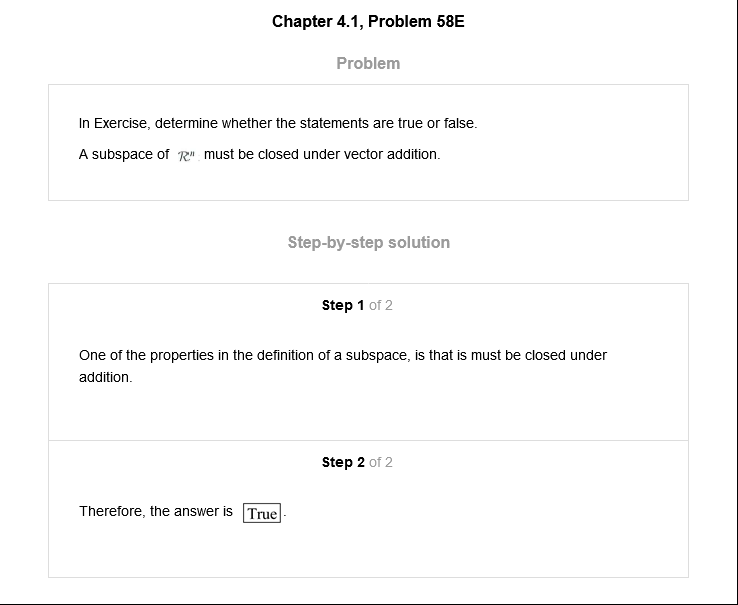 Chapter 4.1, Problem 58E
Problem
In Exercise, determine whether the statements are true or false.
A subspace of ℛⁿ must be closed under vector addition.
Step-by-step solution
Step 1 of 2
One of the properties in the definition of a subspace, is that is must be closed under
addition.
Step 2 of 2
Therefore, the answer is True.